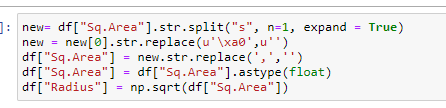 ]: new= df["Sq.Area"].str.split("s", n=1, expand = True)
new = new[0].str.replace(u'\xa0',u'')
df["Sq.Area"] = new.str.replace(',','')
df["Sq.Area"] = df["Sq.Area"].astype(float)
df["Radius"] = np.sqrt(df["Sq.Area"])